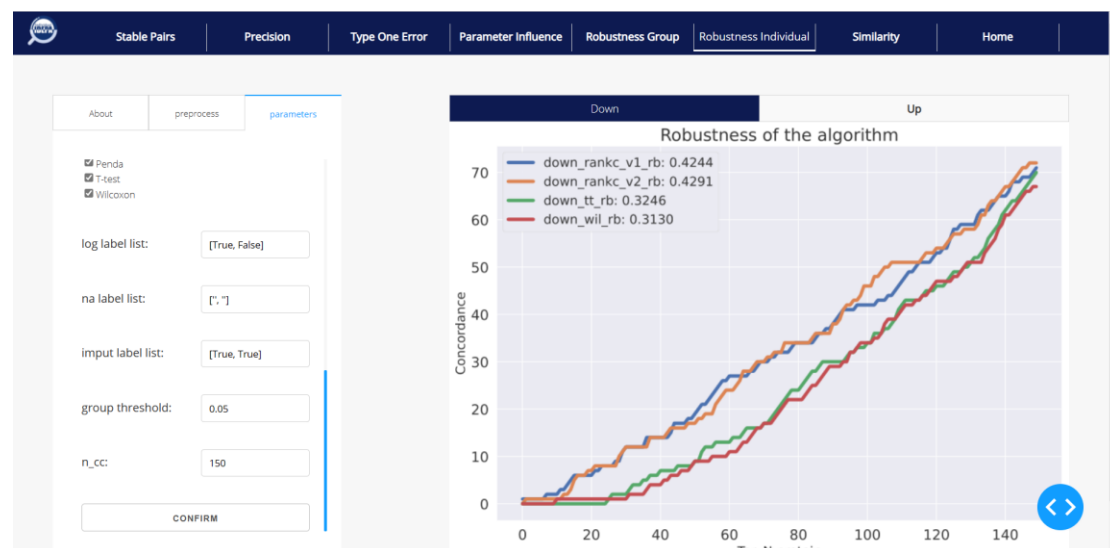 Stable Pairs Precision Type One Error Parameter Influence Robustness Group Robustness Individual Similarity Home
About preprocess parameters
Penda
T-test
Wilcoxon
log label list: [True, False]
na label list: ['', '']
imput label list: [True, True]
group threshold: 0.05
n_cc: 150
CONFIRM
Down Up
Robustness of the algorithm
down_rankc_v1_rb: 0.4244
down_rankc_v2_rb: 0.4291
down_tt_rb: 0.3246
down_wil_rb: 0.3130
Concordance
70
60
50
40
30
20
10
0
0 20 40 60 80 100 120 140